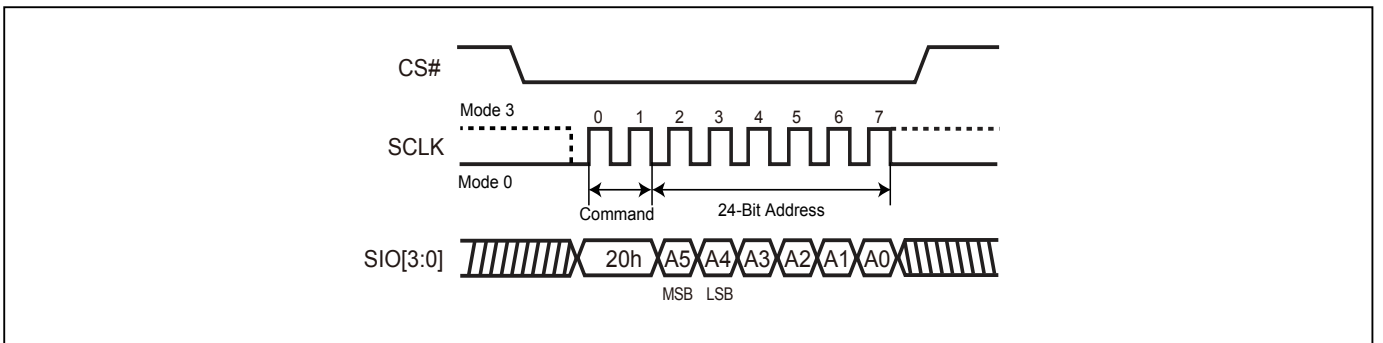 CS#
Mode 3
0 1 2 3 4 5 6 7
SCLK
Mode 0
Command
24-Bit Address
SIO[3:0]
20h A5 A4 A3 A2 A1 A0
MSB LSB